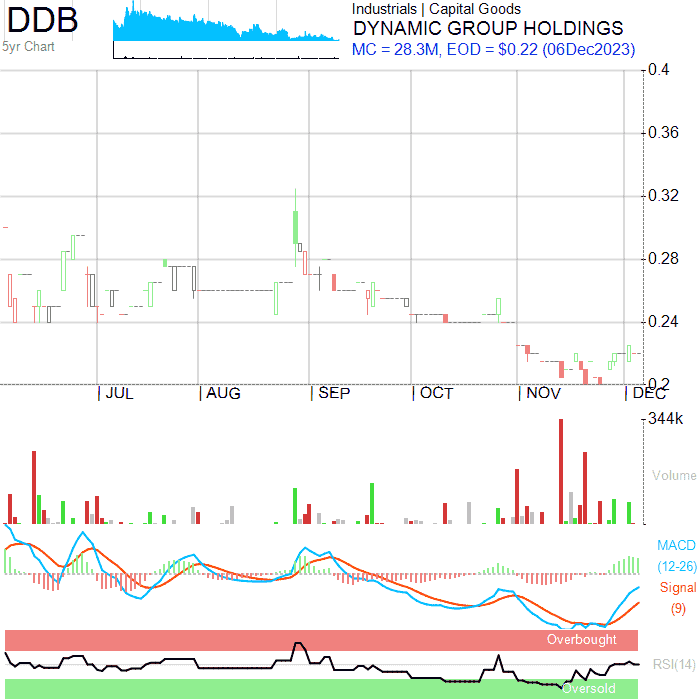 DDB
5yr Chart
Industrials | Capital Goods
DYNAMIC GROUP HOLDINGS
MC = 28.3M, EOD = $0.22 (06Dec2023)
0.4
0.36
0.32
0.28
0.24
0.2
JUL AUG SEP OCT NOV DEC
344k
Volume
MACD
(12-26)
Signal
(9)
Overbought
RSI(14)
Oversold